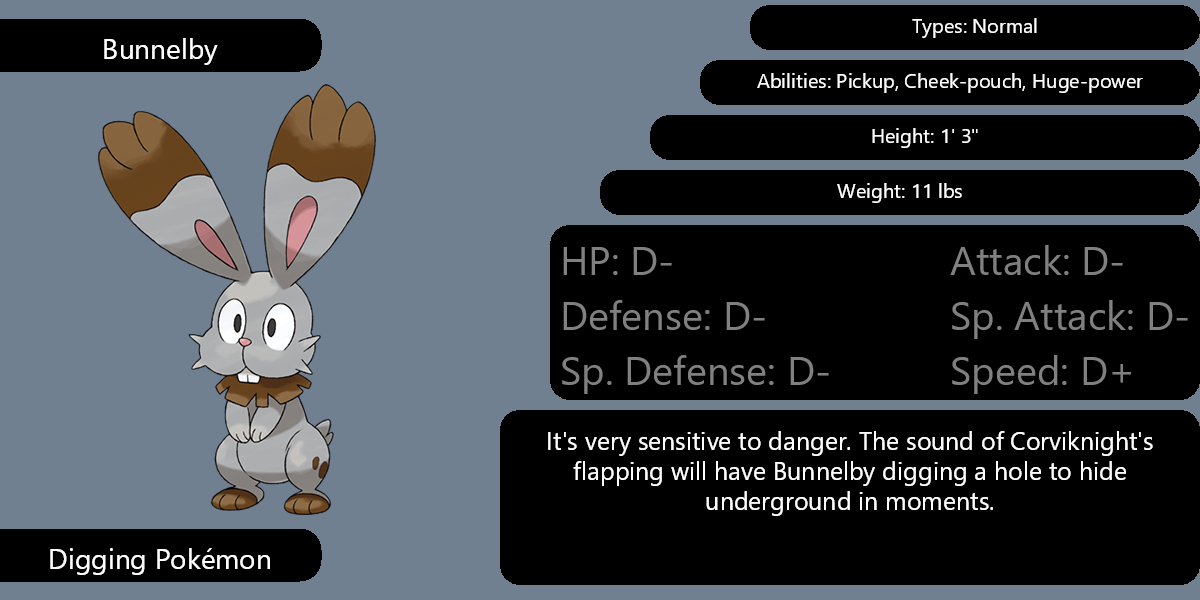 Bunnelby
Types: Normal
Abilities: Pickup, Cheek-pouch, Huge-power
Height: 1' 3"
Weight: 11 lbs
HP: D-
Attack: D-
Defense: D-
Sp. Attack: D-
Sp. Defense: D-
Speed: D+
It's very sensitive to danger. The sound of Corviknight's
flapping will have Bunnelby digging a hole to hide
underground in moments.
Digging Pokémon